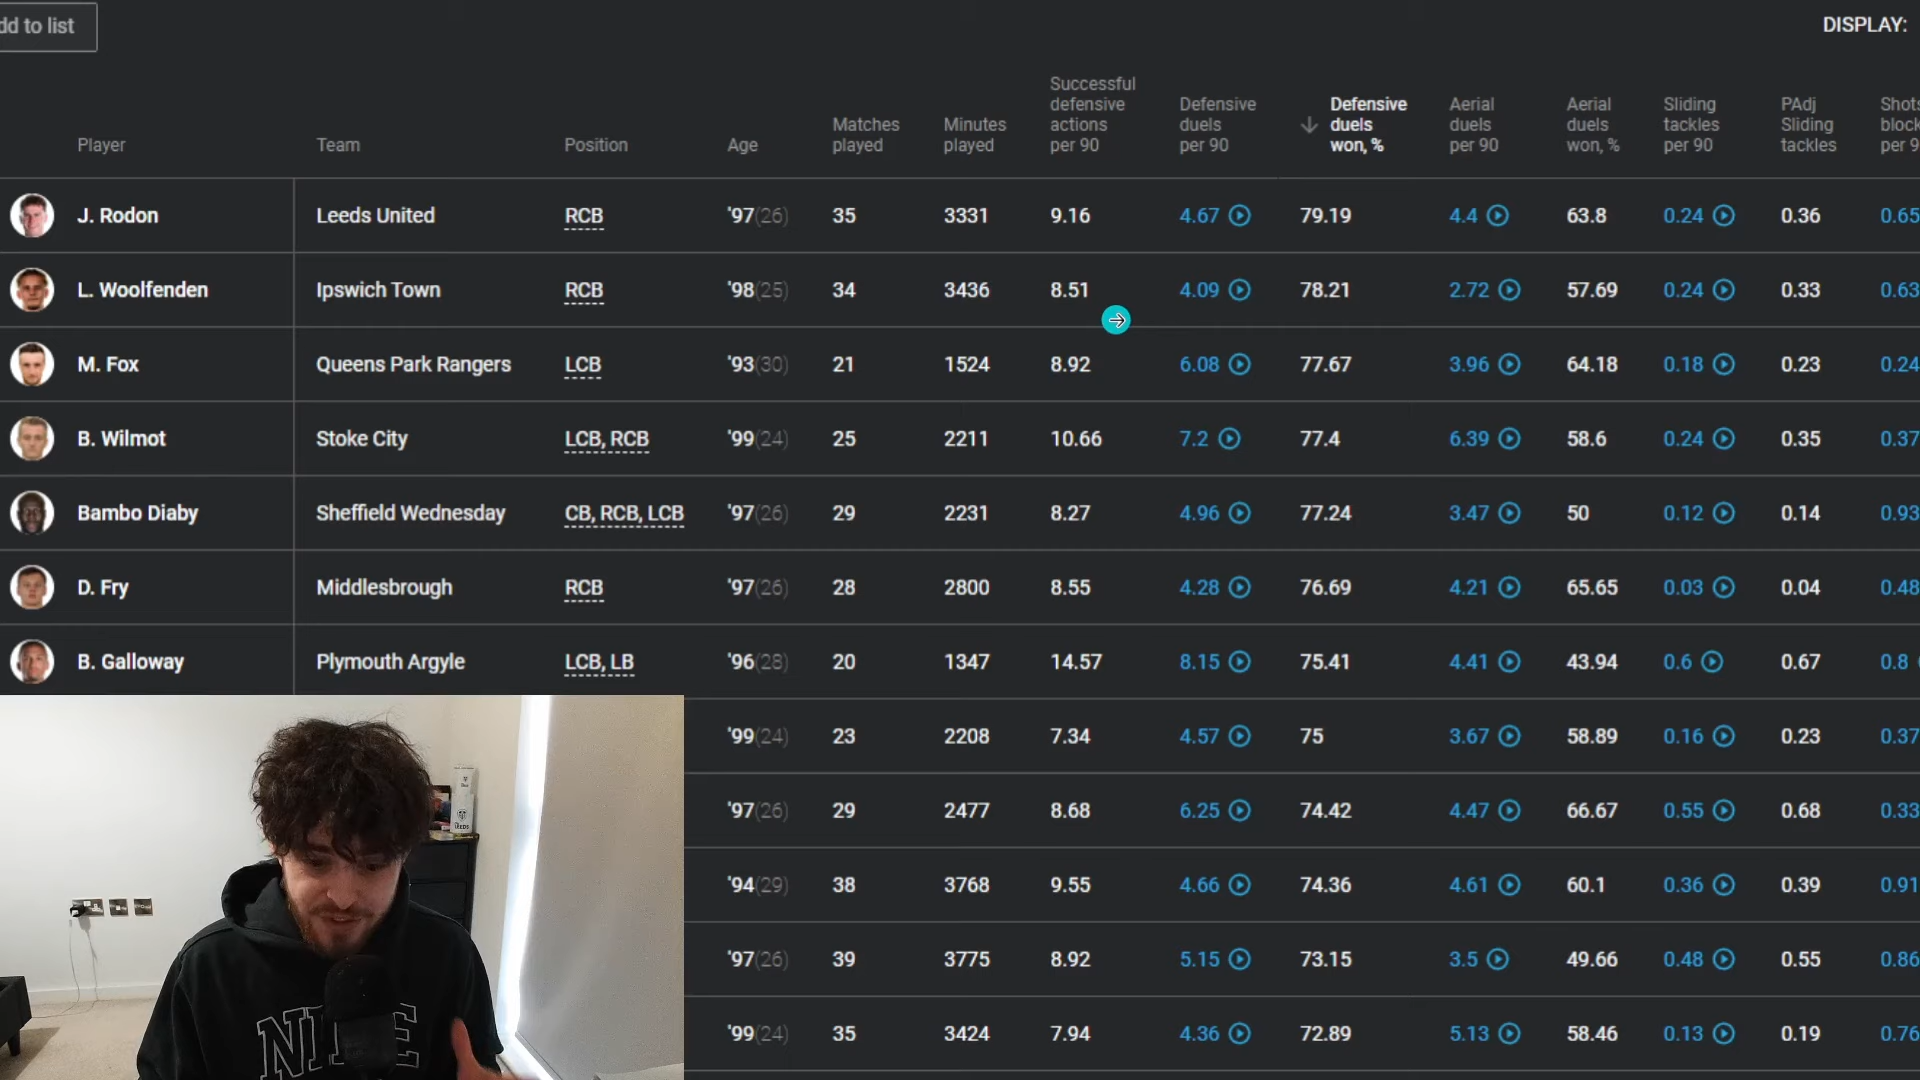 dd to list
DISPLAY:
Player Team Position Age Matches played Minutes played Successful defensive actions per 90 Defensive duels per 90 Defensive duels won, % Aerial duels per 90 Aerial duels won, % Sliding tackles per 90 PAdj Sliding tackles Shots block per 9
J. Rodon Leeds United RCB '97(26) 35 3331 9.16 4.67 79.19 4.4 63.8 0.24 0.36 0.65
L. Woolfenden Ipswich Town RCB '98(25) 34 3436 8.51 4.09 78.21 2.72 57.69 0.24 0.33 0.63
M. Fox Queens Park Rangers LCB '93(30) 21 1524 8.92 6.08 77.67 3.96 64.18 0.18 0.23 0.24
B. Wilmot Stoke City LCB, RCB '99(24) 25 2211 10.66 7.2 77.4 6.39 58.6 0.24 0.35 0.37
Bambo Diaby Sheffield Wednesday CB, RCB, LCB '97(26) 29 2231 8.27 4.96 77.24 3.47 50 0.12 0.14 0.93
D. Fry Middlesbrough RCB '97(26) 28 2800 8.55 4.28 76.69 4.21 65.65 0.03 0.04 0.48
B. Galloway Plymouth Argyle LCB, LB '96(28) 20 1347 14.57 8.15 75.41 4.41 43.94 0.6 0.67 0.8
'99(24) 23 2208 7.34 4.57 75 3.67 58.89 0.16 0.23 0.37
'97(26) 29 2477 8.68 6.25 74.42 4.47 66.67 0.55 0.68 0.33
'94(29) 38 3768 9.55 4.66 74.36 4.61 60.1 0.36 0.39 0.91
'97(26) 39 3775 8.92 5.15 73.15 3.5 49.66 0.48 0.55 0.86
'99(24) 35 3424 7.94 4.36 72.89 5.13 58.46 0.13 0.19 0.76
LEEDS
NIKE